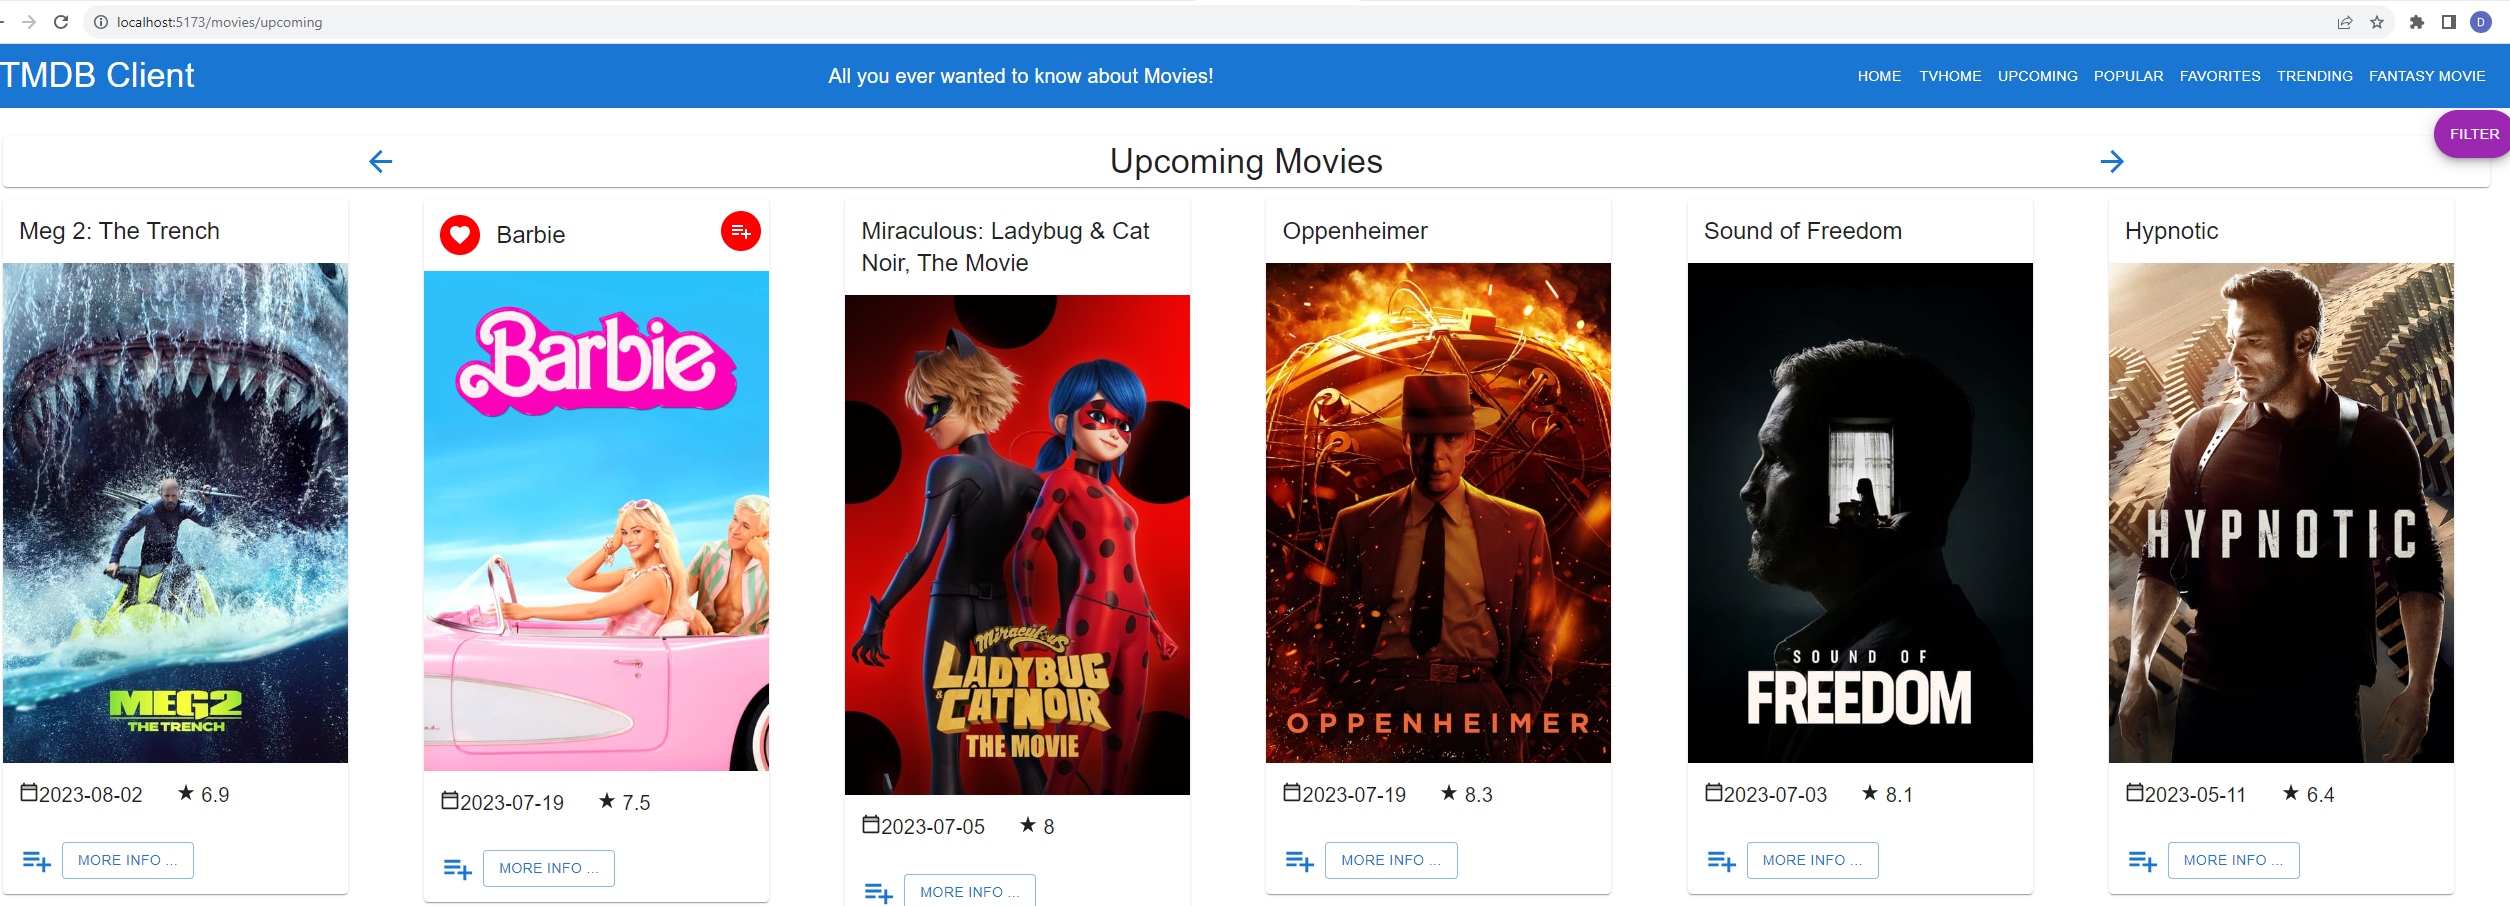 localhost:5173/movies/upcoming
D
TMDB Client
All you ever wanted to know about Movies!
HOME TVHOME UPCOMING POPULAR FAVORITES TRENDING FANTASY MOVIE
FILTER
Upcoming Movies
Meg 2: The Trench
MEG2
THE TRENCH
2023-08-02 6.9
MORE INFO ...
Barbie
Barbie
2023-07-19 7.5
MORE INFO ...
Miraculous: Ladybug & Cat
Noir, The Movie
Miraculous
LADYBUG
& CATNOIR
THE MOVIE
2023-07-05 8
MORE INFO ...
Oppenheimer
OPPENHEIMER
2023-07-19 8.3
MORE INFO ...
Sound of Freedom
SOUND OF
FREEDOM
2023-07-03 8.1
MORE INFO ...
Hypnotic
HYPNOTIC
2023-05-11 6.4
MORE INFO ...